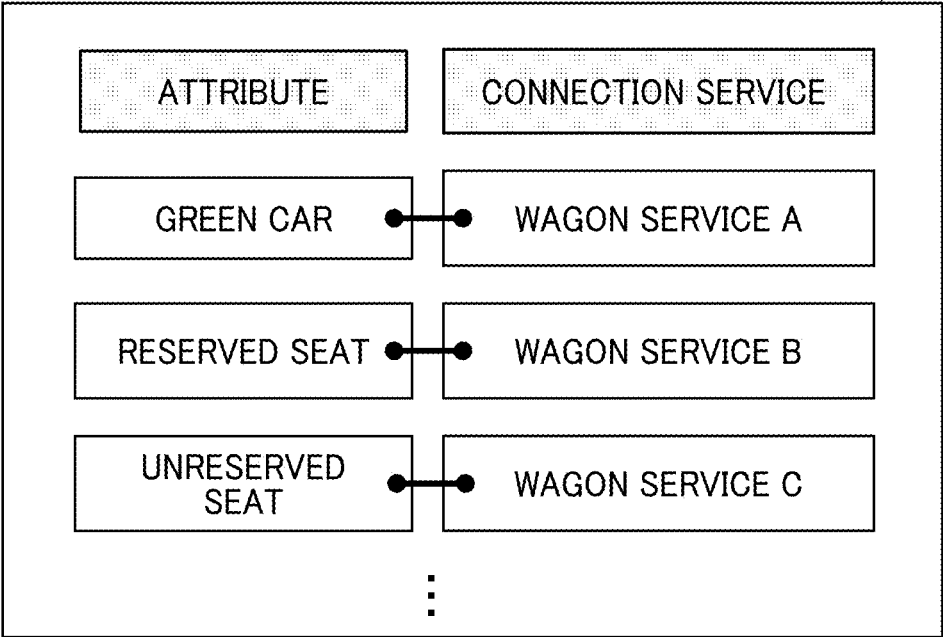 ATTRIBUTE CONNECTION SERVICE
GREEN CAR WAGON SERVICE A
RESERVED SEAT WAGON SERVICE B
UNRESERVED
SEAT
WAGON SERVICE C